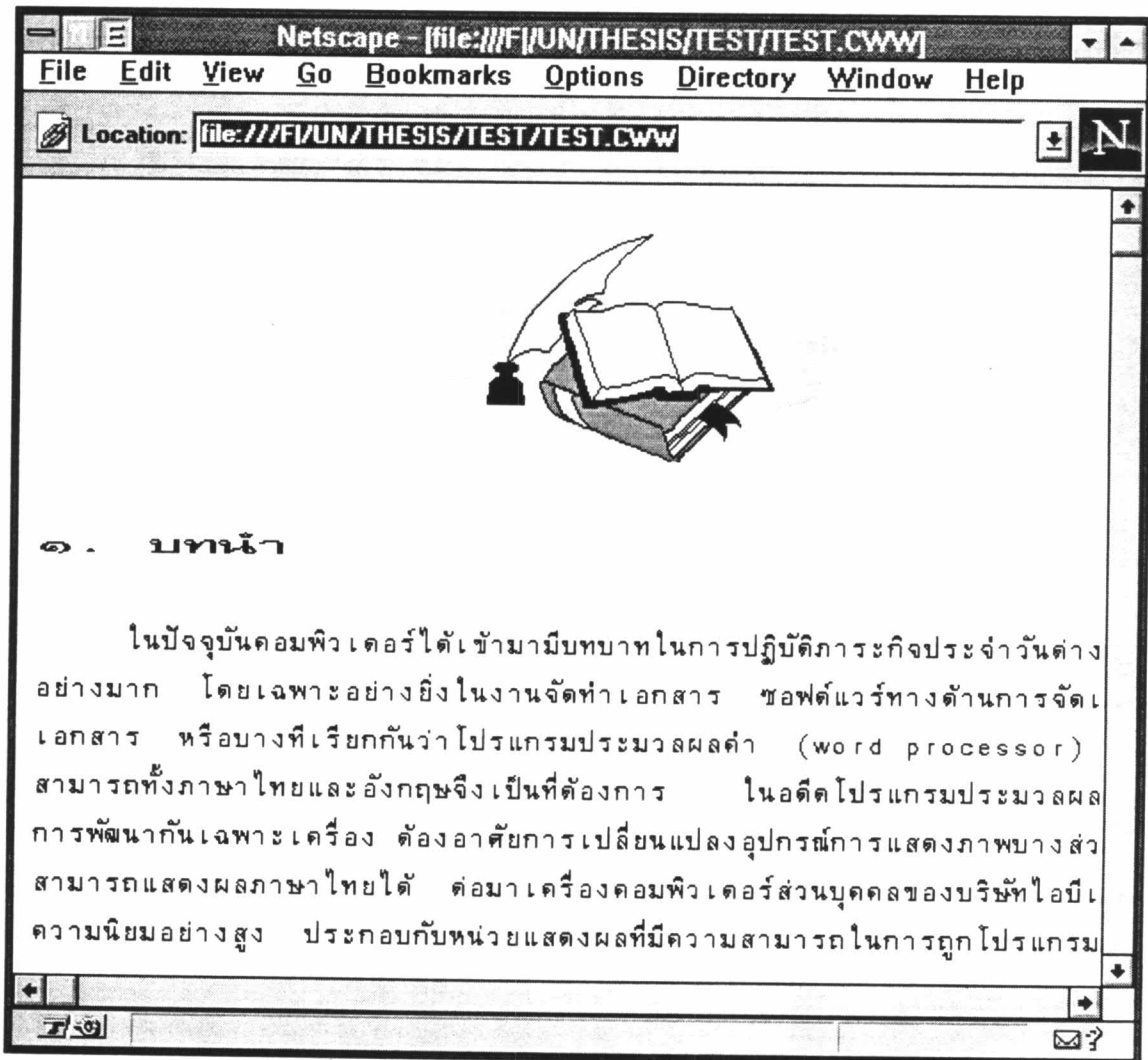 Netscape - [file:///F|/UN/THESIS/TEST/TEST.CWW]
File Edit View Go Bookmarks Options Directory Window Help
Location: file:///F|/UN/THESIS/TEST/TEST.CWW
N
๑. บทนำ
ในปัจจุบันคอมพิวเตอร์ได้เข้ามามีบทบาทในการปฏิบัติภาระกิจประจำวันต่าง
อย่างมาก โดยเฉพาะอย่างยิ่งในงานจัดทำเอกสาร ซอฟต์แวร์ทางด้านการจัดเ
เอกสาร หรือบางทีเรียกกันว่าโปรแกรมประมวลผลคำ (word processor)
สามารถทั้งภาษาไทยและอังกฤษจึงเป็นที่ต้องการ ในอดีตโปรแกรมประมวลผล
การพัฒนากันเฉพาะเครื่อง ต้องอาศัยการเปลี่ยนแปลงอุปกรณ์การแสดงภาพบางส่ว
สามารถแสดงผลภาษาไทยได้ ต่อมาเครื่องคอมพิวเตอร์ส่วนบุคคลของบริษัทไอบีเ
ความนิยมอย่างสูง ประกอบกับหน่วยแสดงผลที่มีความสามารถในการถูกโปรแกรม